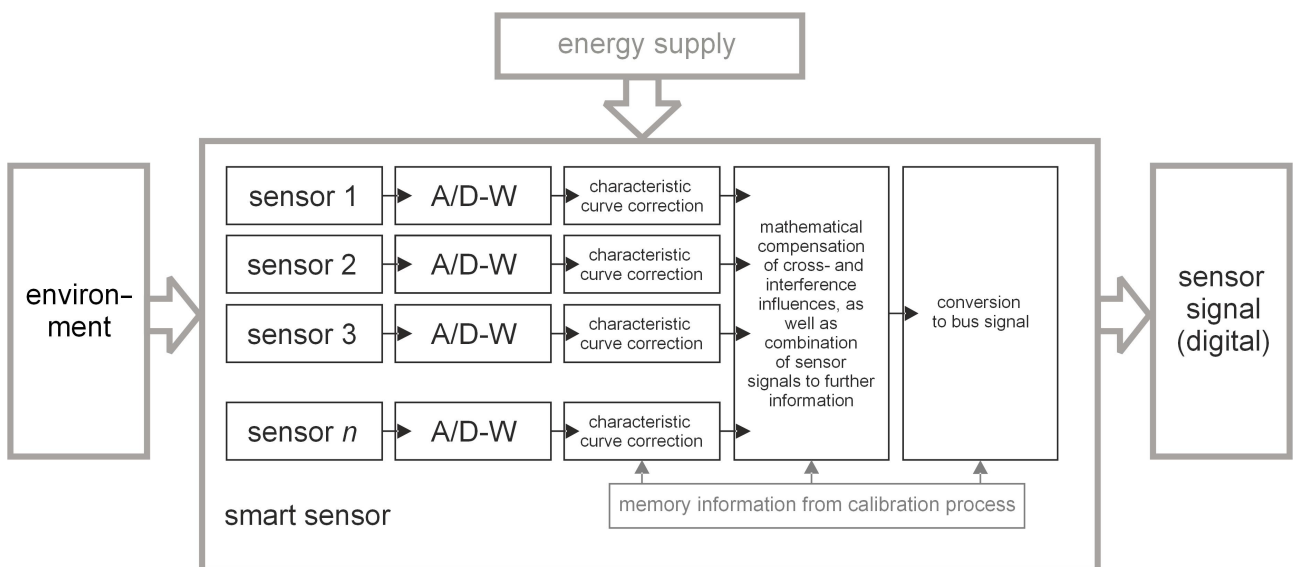 energy supply
environ–
ment
sensor 1
A/D-W
characteristic
curve correction
sensor 2
A/D-W
characteristic
curve correction
sensor 3
A/D-W
characteristic
curve correction
sensor n
A/D-W
characteristic
curve correction
mathematical
compensation
of cross- and
interference
influences, as
well as
combination
of sensor
signals to further
information
conversion
to bus signal
memory information from calibration process
smart sensor
sensor
signal
(digital)